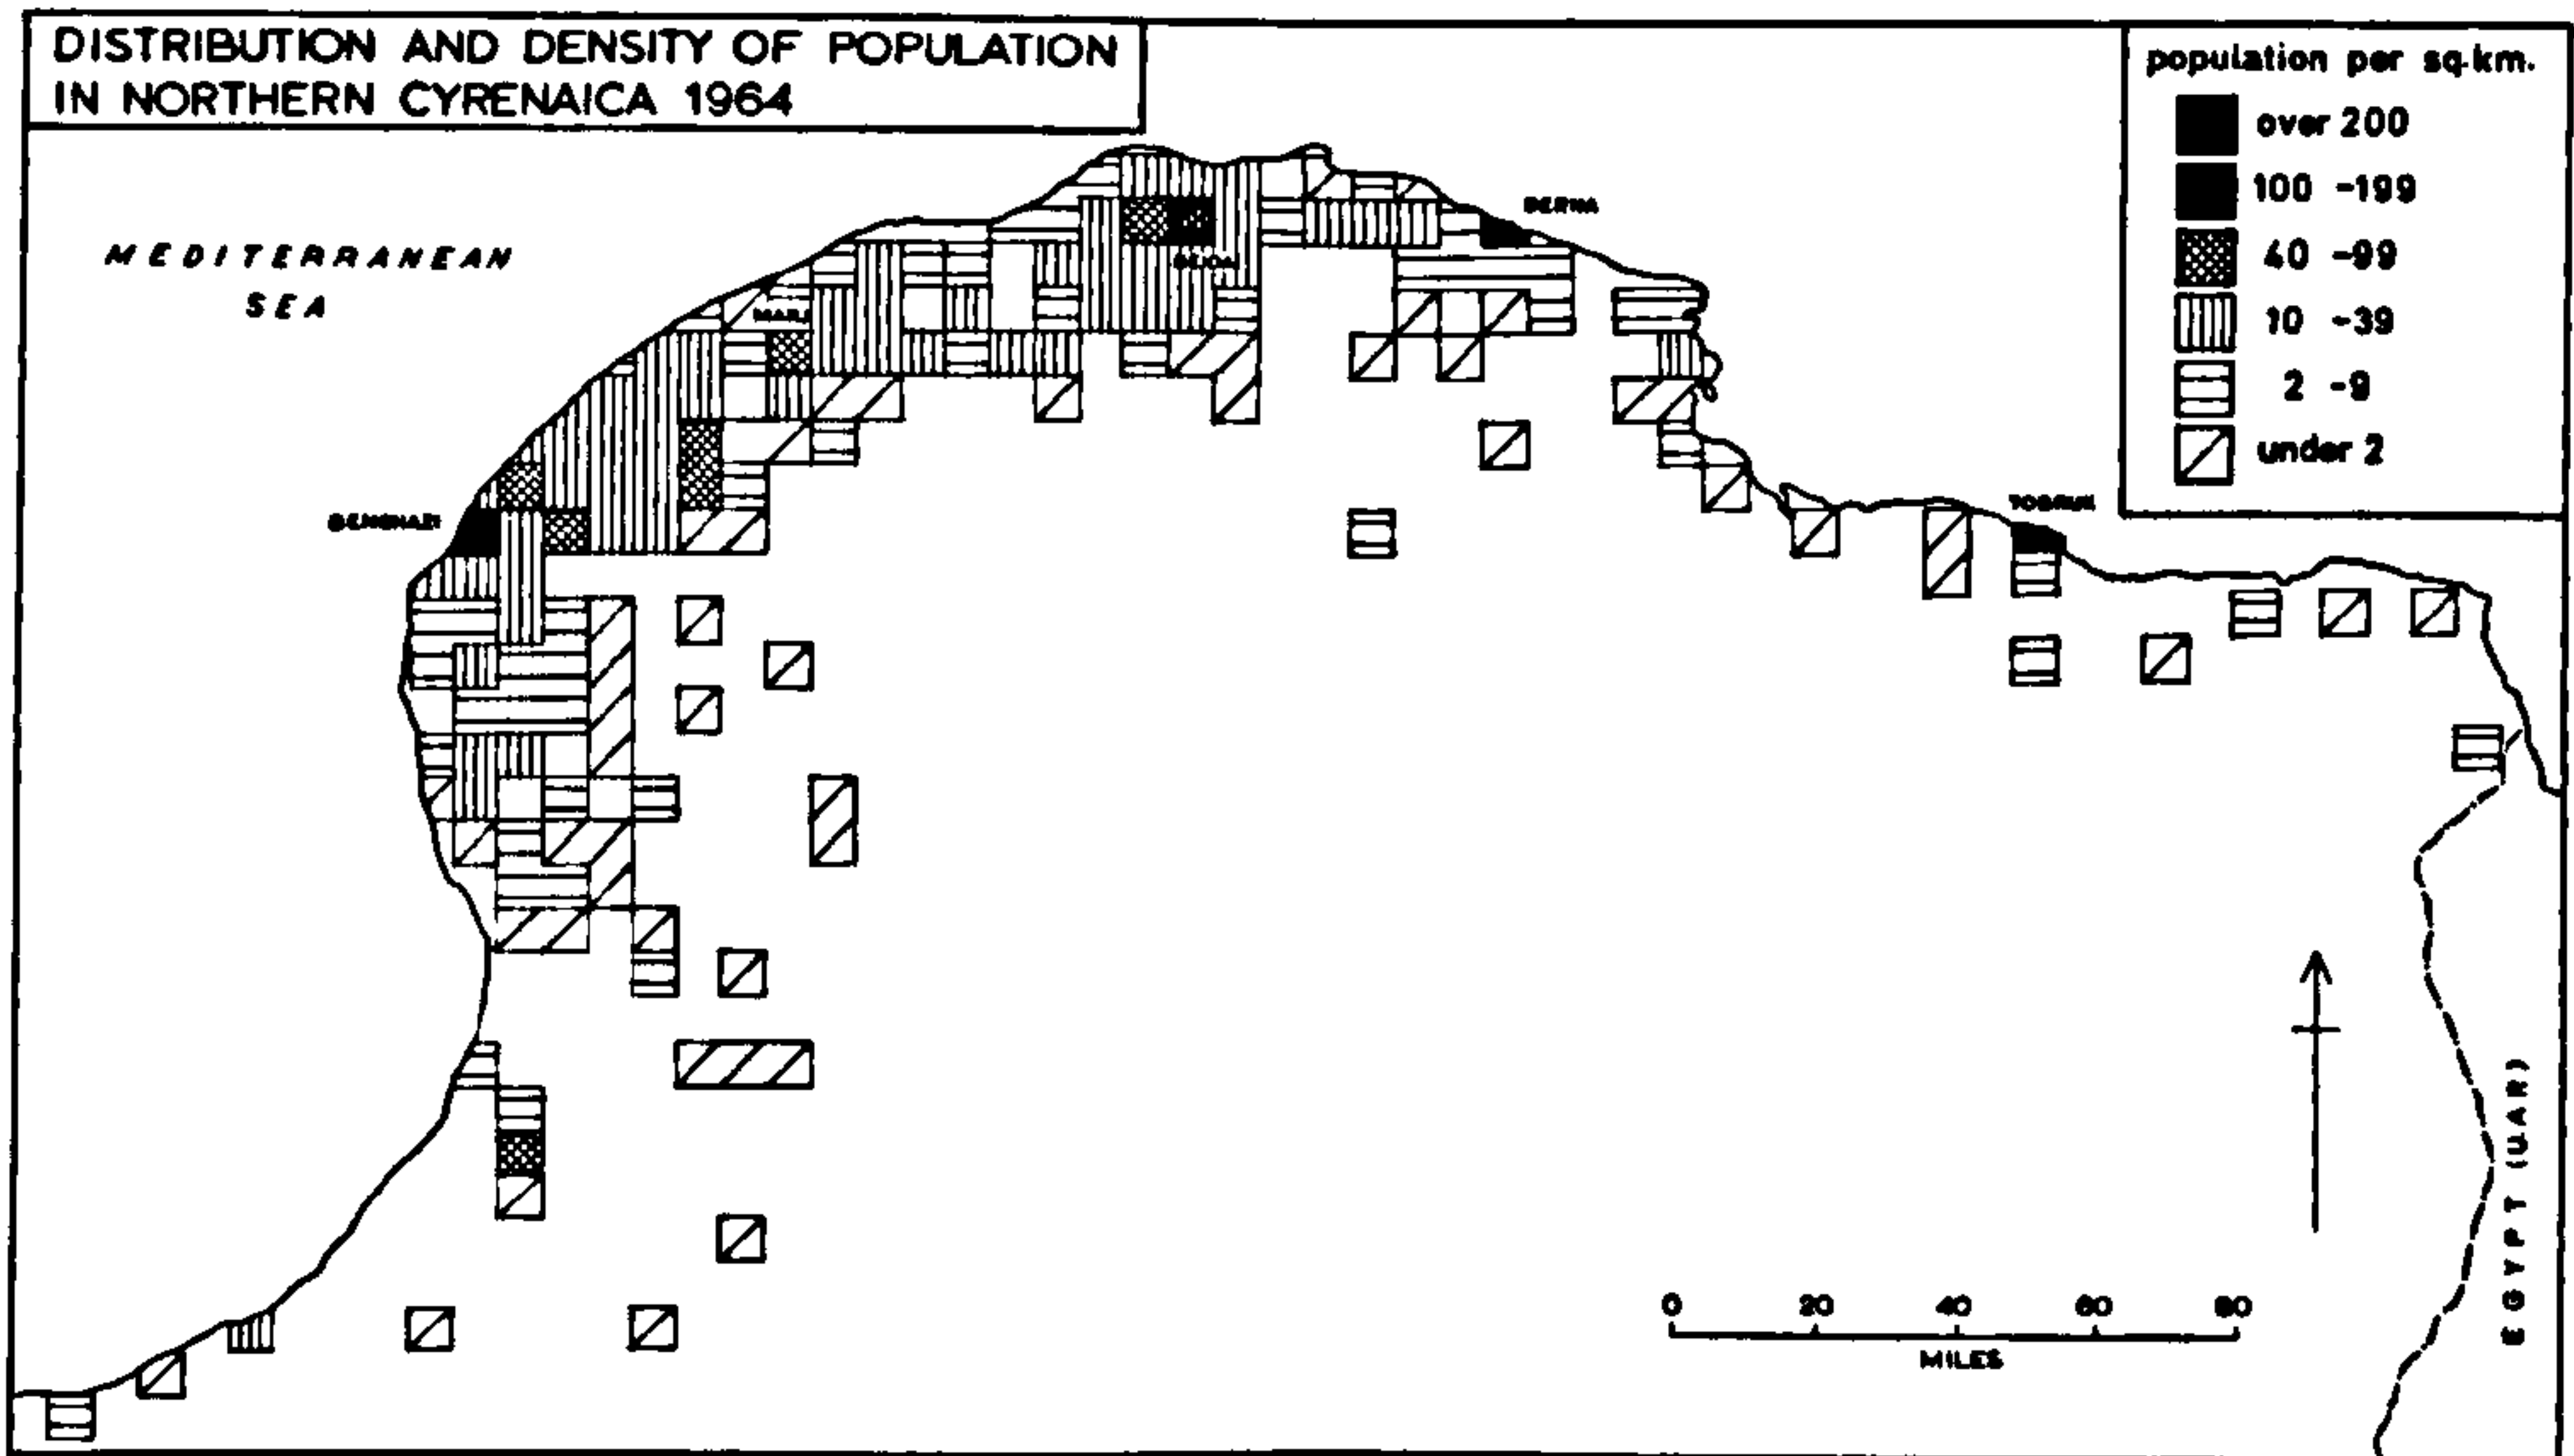 DISTRIBUTION AND DENSITY OF POPULATION
IN NORTHERN CYRENAICA 1964
population per sq.km.
over 200
100 -199
40 -99
10 -39
2 -9
under 2
MEDITERRANEAN
SEA
DERNA
BEIDA
MARJ
BENGHAZI
TOBRUK
EGYPT (UAR)
0 20 40 60 80
MILES